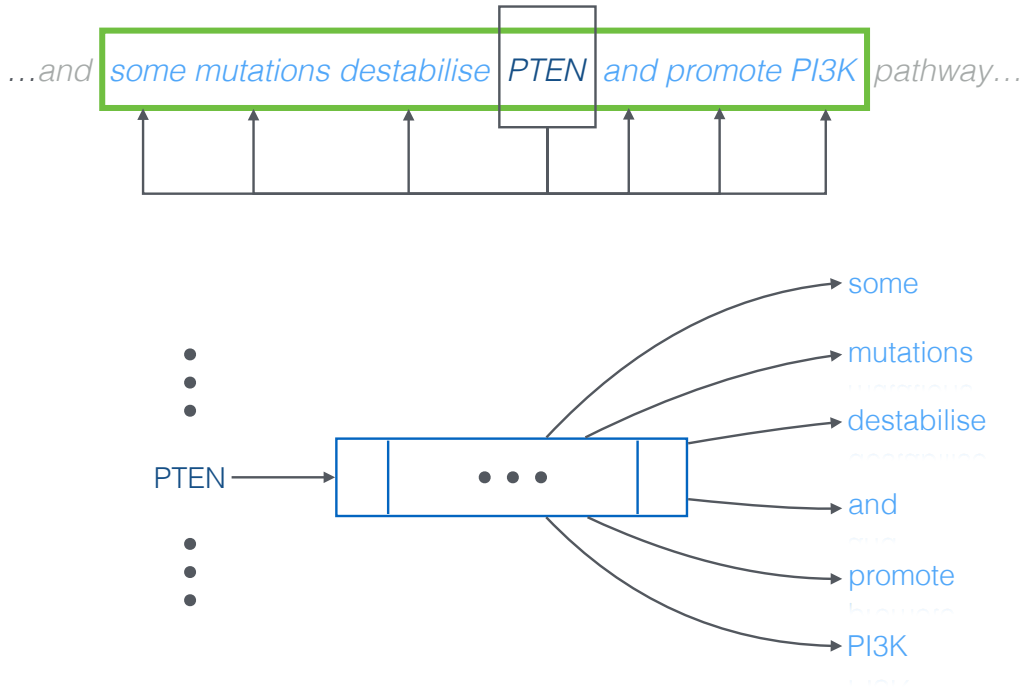 …and some mutations destabilise PTEN and promote PI3K pathway…
some
mutations
destabilise
PTEN
and
promote
PI3K